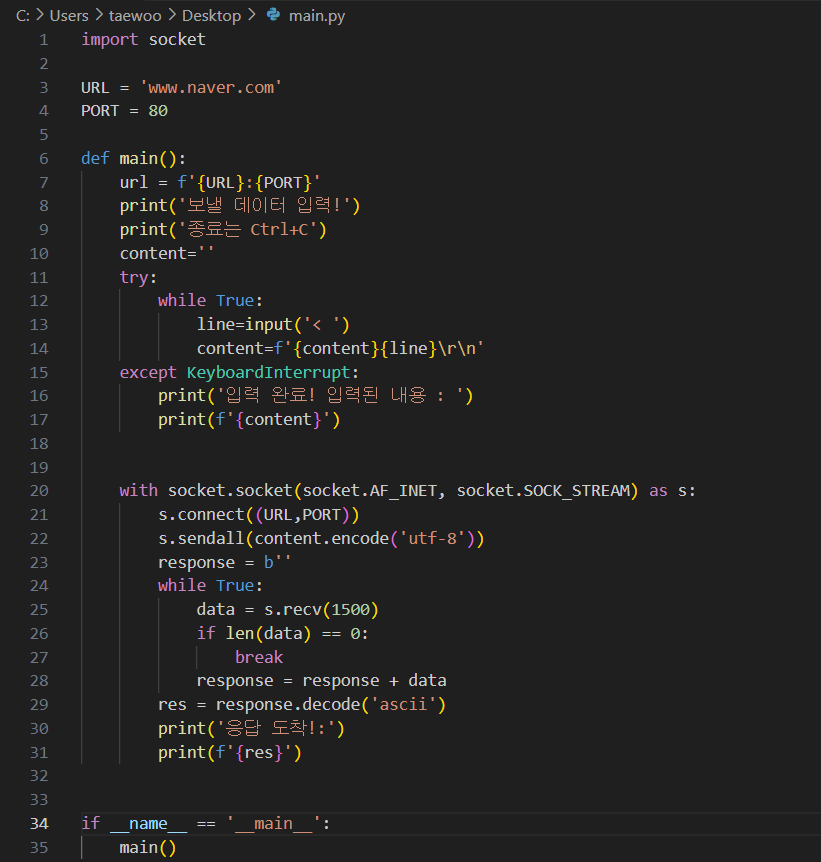 C: > Users > taewoo > Desktop > main.py
1 import socket
2
3 URL = 'www.naver.com'
4 PORT = 80
5
6 def main():
7     url = f'{URL}:{PORT}'
8     print('보낼 데이터 입력!')
9     print('종료는 Ctrl+C')
10     content=''
11     try:
12         while True:
13             line=input('< ')
14             content=f'{content}{line}\r\n'
15     except KeyboardInterrupt:
16         print('입력 완료! 입력된 내용 : ')
17         print(f'{content}')
18
19
20     with socket.socket(socket.AF_INET, socket.SOCK_STREAM) as s:
21         s.connect((URL,PORT))
22         s.sendall(content.encode('utf-8'))
23         response = b''
24         while True:
25             data = s.recv(1500)
26             if len(data) == 0:
27                 break
28             response = response + data
29         res = response.decode('ascii')
30         print('응답 도착!:')
31         print(f'{res}')
32
33
34 if __name__ == '__main__':
35     main()